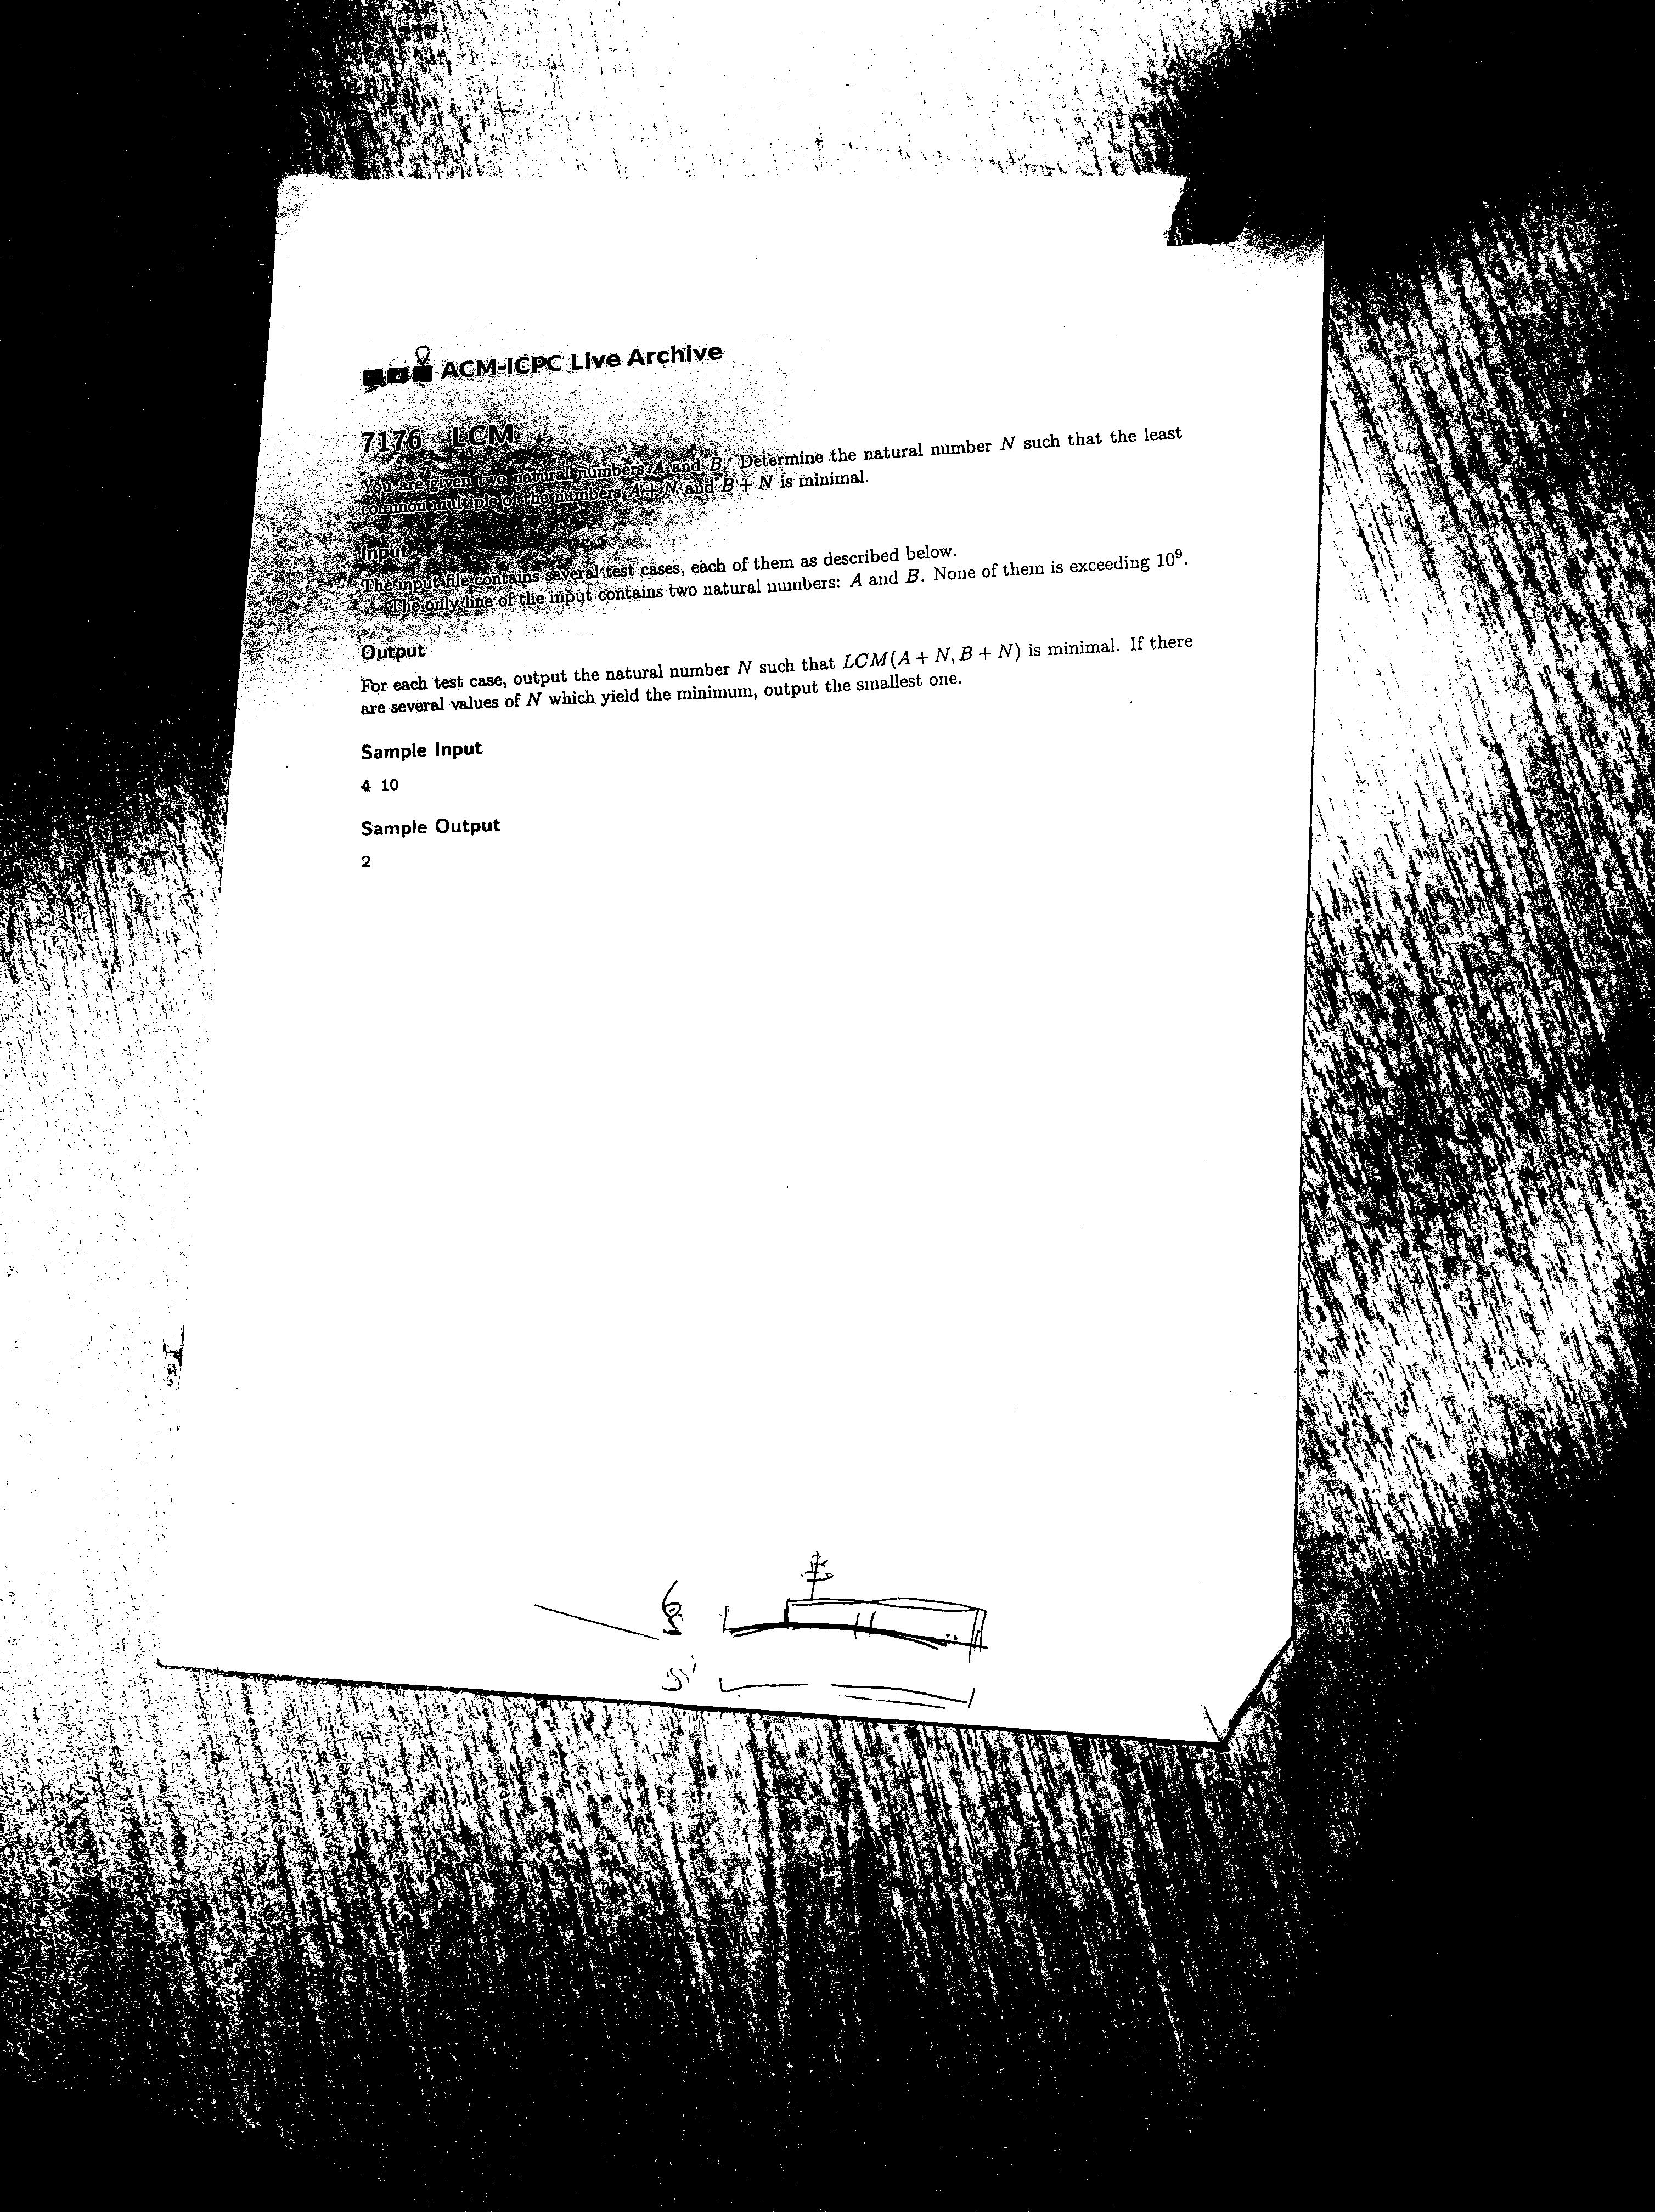 ACM-ICPC Live Archive
7176 LCM
You are given two natural numbers A and B. Determine the natural number N such that the least
common multiple of the numbers A + N and B + N is minimal.
Input
The input file contains several test cases, each of them as described below.
The only line of the input contains two natural numbers: A and B. None of them is exceeding 10⁹.
Output
For each test case, output the natural number N such that LCM(A + N, B + N) is minimal. If there
are several values of N which yield the minimum, output the smallest one.
Sample Input
4 10
Sample Output
2